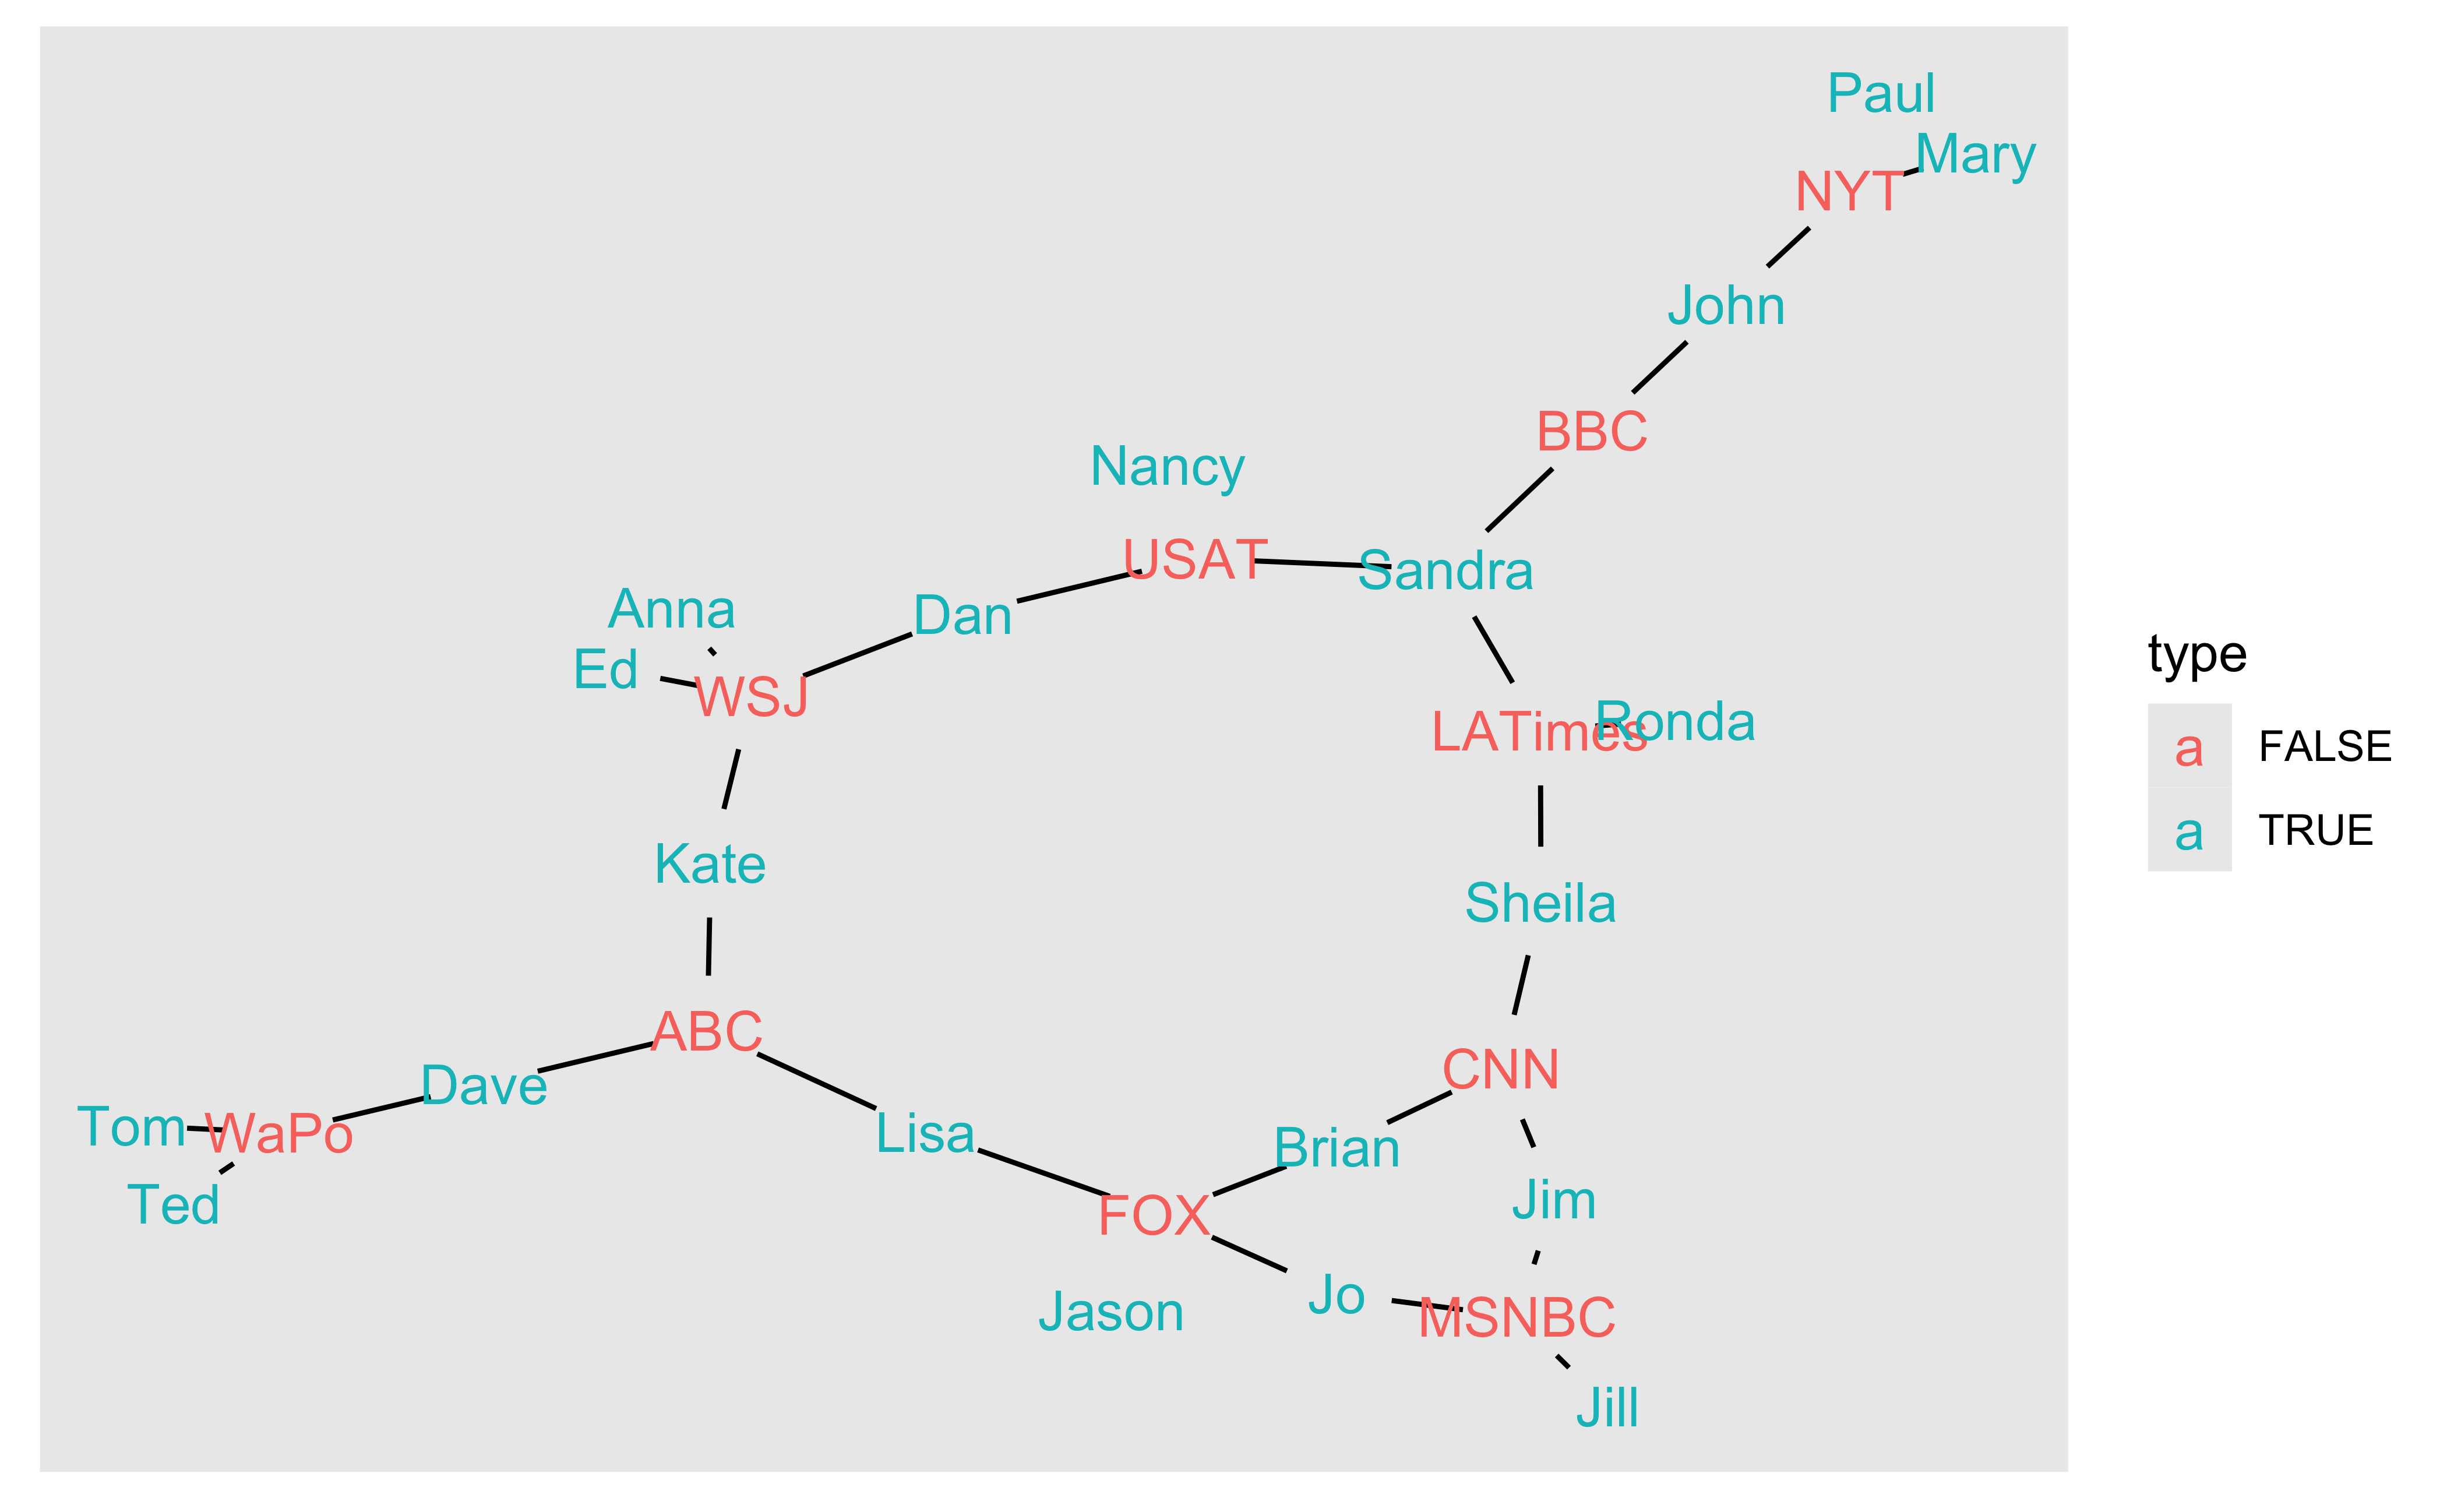 Paul
Mary
NYT
John
BBC
Nancy
USAT
Sandra
Dan
Anna
Ed
WSJ
LATimes
Ronda
Kate
Sheila
ABC
CNN
Dave
Tom
WaPo
Ted
Lisa
Brian
FOX
Jim
Jo
Jason
MSNBC
Jill
type
a FALSE
a TRUE